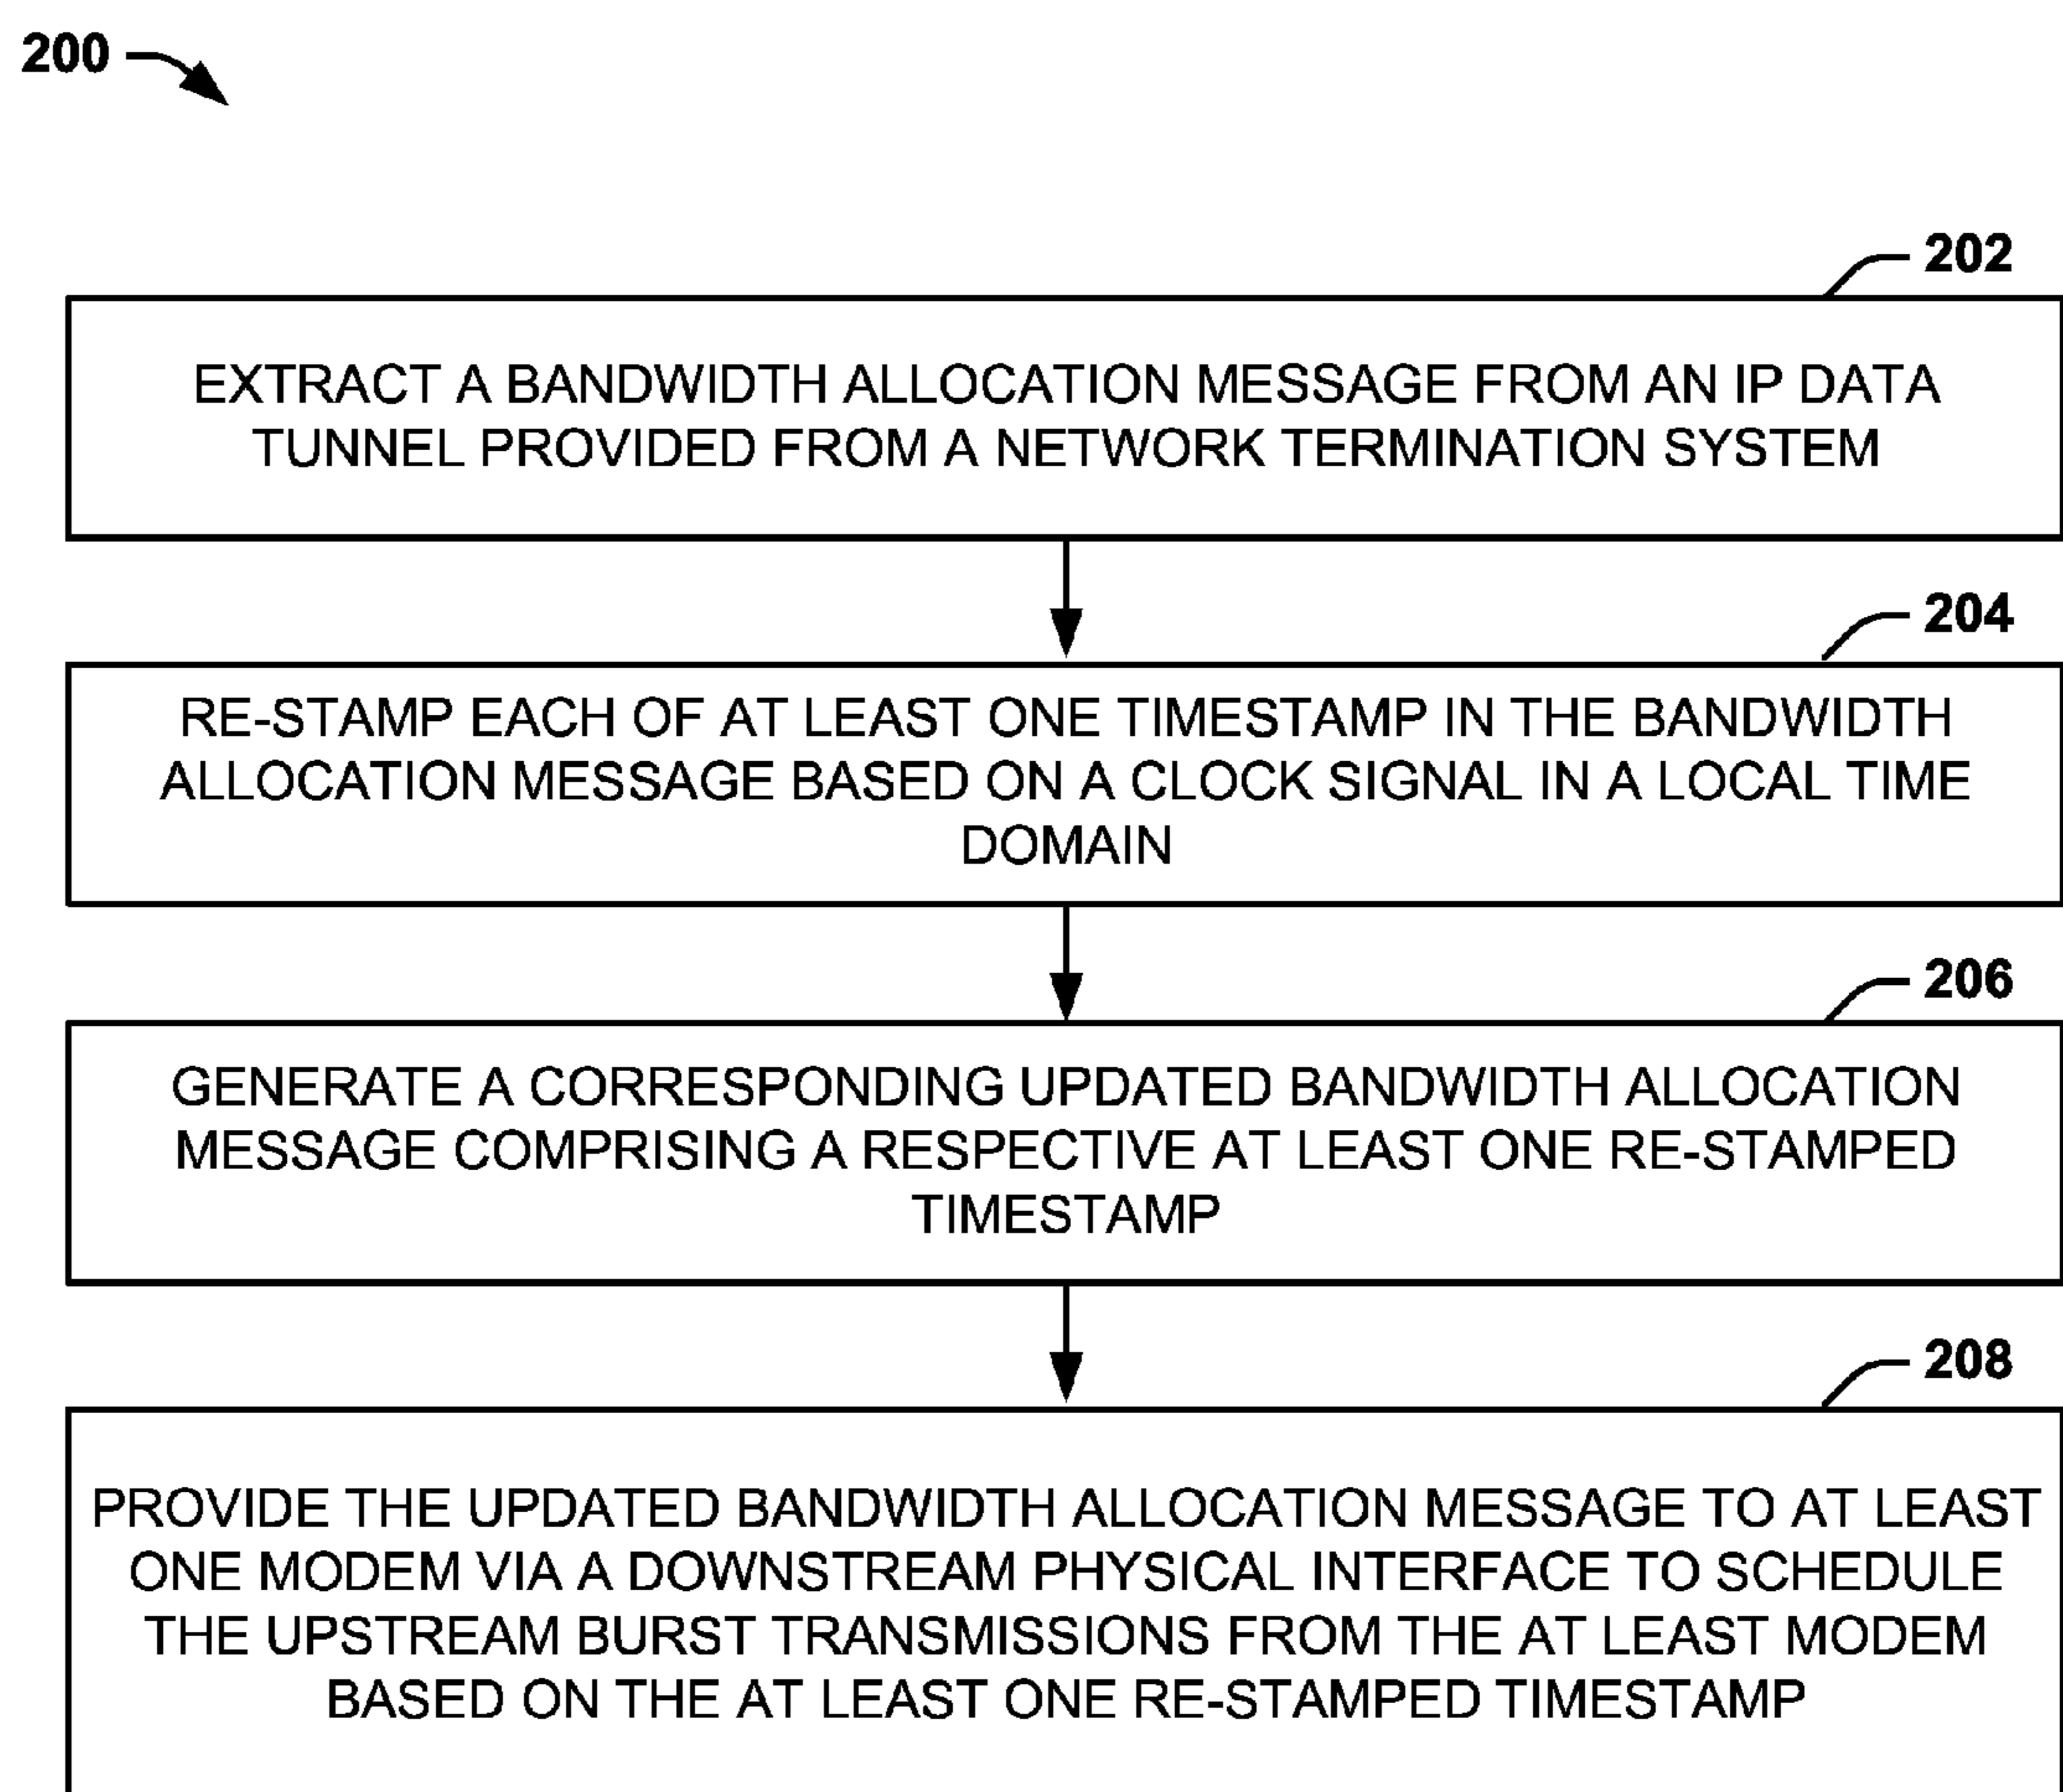 200
202
EXTRACT A BANDWIDTH ALLOCATION MESSAGE FROM AN IP DATA
TUNNEL PROVIDED FROM A NETWORK TERMINATION SYSTEM
204
RE-STAMP EACH OF AT LEAST ONE TIMESTAMP IN THE BANDWIDTH
ALLOCATION MESSAGE BASED ON A CLOCK SIGNAL IN A LOCAL TIME
DOMAIN
206
GENERATE A CORRESPONDING UPDATED BANDWIDTH ALLOCATION
MESSAGE COMPRISING A RESPECTIVE AT LEAST ONE RE-STAMPED
TIMESTAMP
208
PROVIDE THE UPDATED BANDWIDTH ALLOCATION MESSAGE TO AT LEAST
ONE MODEM VIA A DOWNSTREAM PHYSICAL INTERFACE TO SCHEDULE
THE UPSTREAM BURST TRANSMISSIONS FROM THE AT LEAST MODEM
BASED ON THE AT LEAST ONE RE-STAMPED TIMESTAMP